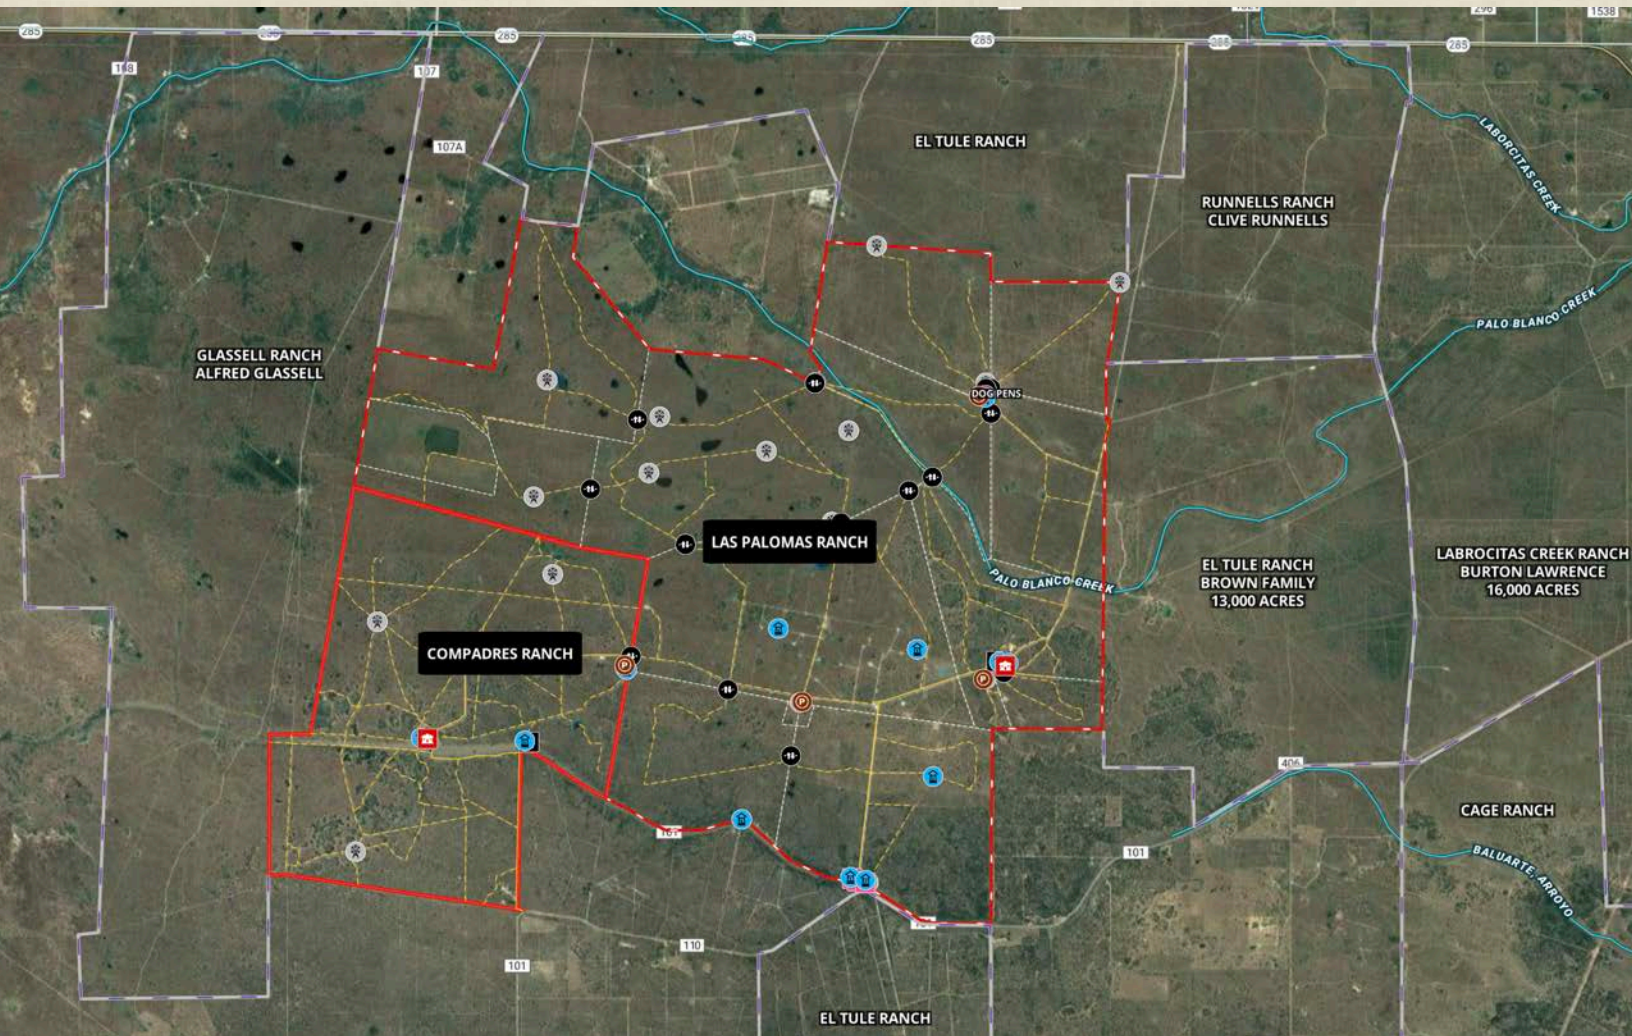 285
285
285
285
285
285
296
1538
107
107A
EL TULE RANCH
RUNNELLS RANCH
CLIVE RUNNELLS
LABORCITAS CREEK
PALO BLANCO CREEK
GLASSELL RANCH
ALFRED GLASSELL
DOG PENS
LAS PALOMAS RANCH
PALO BLANCO CREEK
EL TULE RANCH
BROWN FAMILY
13,000 ACRES
LABROCITAS CREEK RANCH
BURTON LAWRENCE
16,000 ACRES
COMPADRES RANCH
P
P
P
406
CAGE RANCH
101
BALUARTE, ARROYO
110
101
EL TULE RANCH